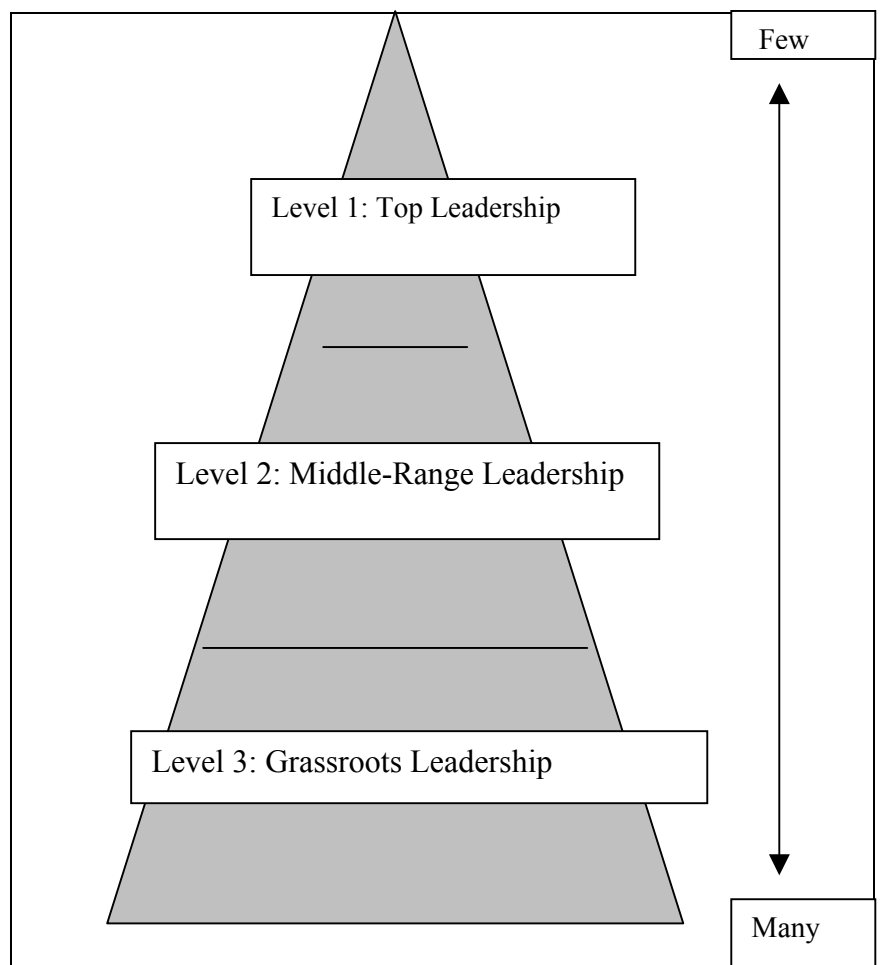 Few
Level 1: Top Leadership
Level 2: Middle-Range Leadership
Level 3: Grassroots Leadership
Many